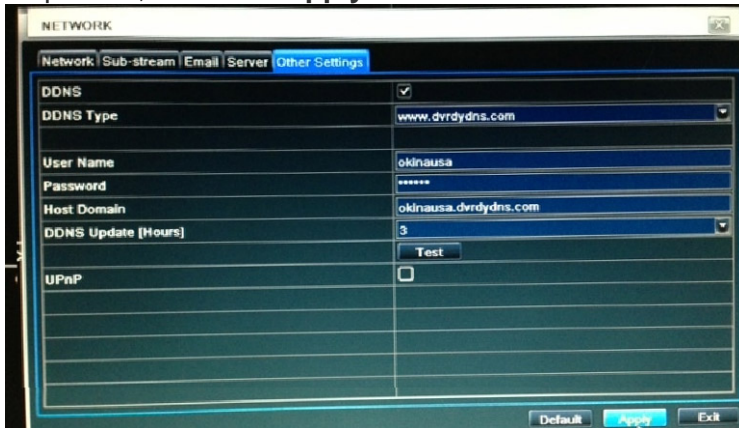 Apply
NETWORK
Network Sub-stream Email Server Other Settings
DDNS
DDNS Type www.dvrdydns.com
User Name okinausa
Password ******
Host Domain okinausa.dvrdydns.com
DDNS Update [Hours] 3
Test
UPnP
Default Apply Exit